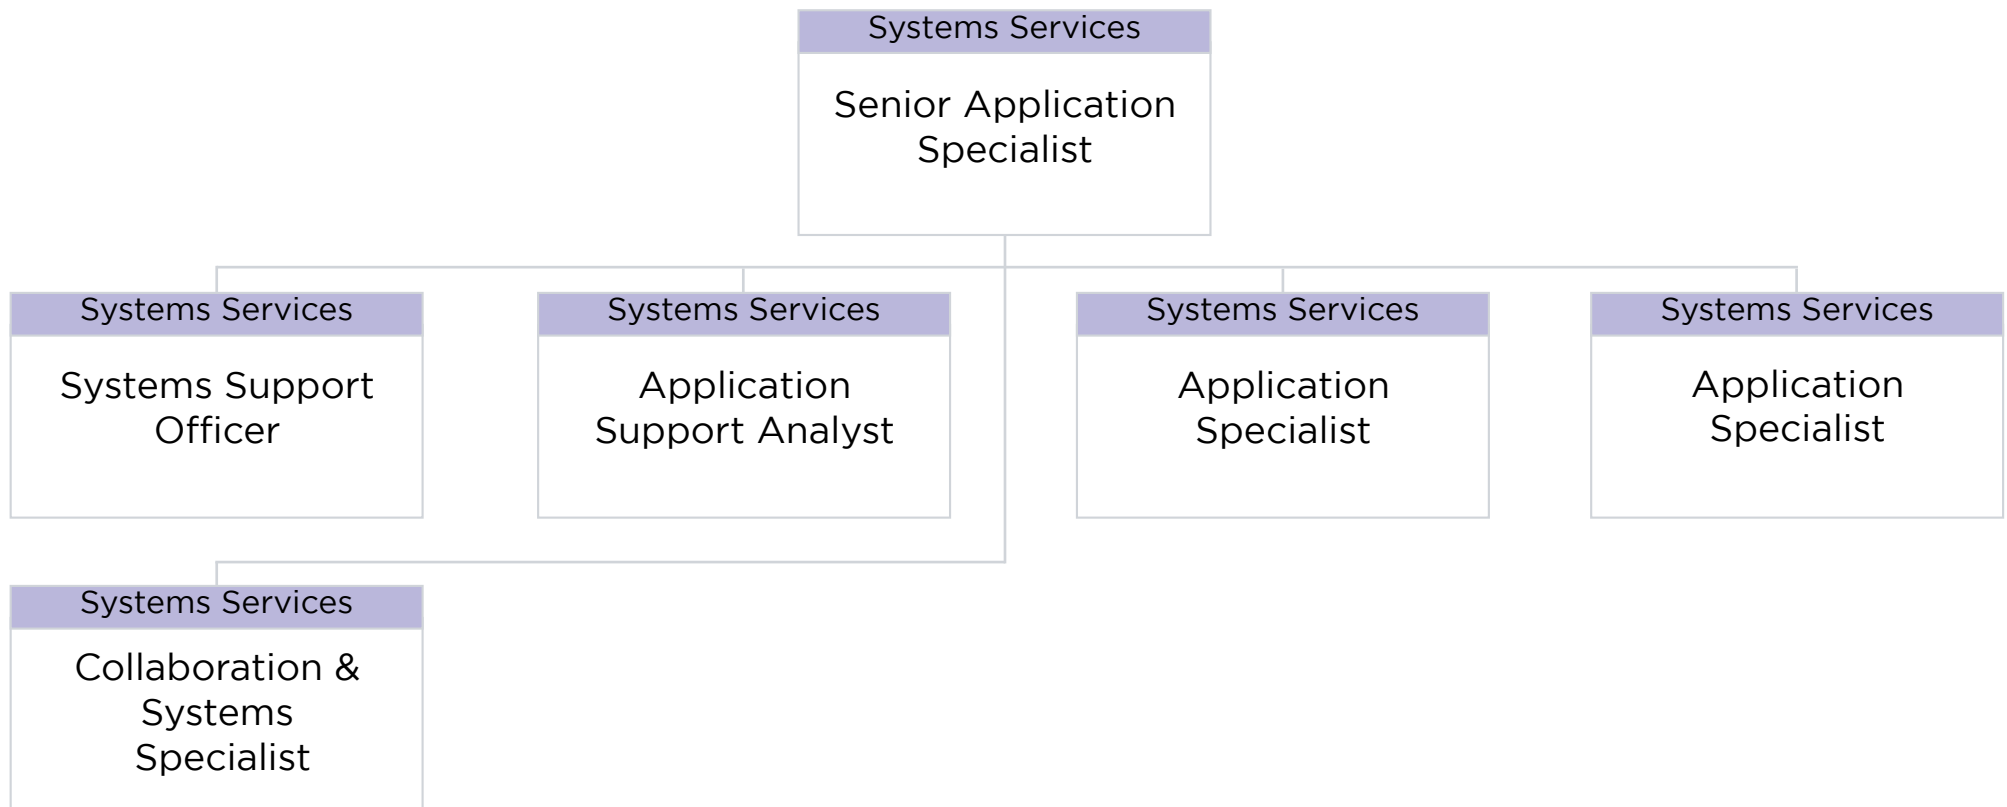 Systems Services
Senior Application
Specialist
Systems Services
Systems Support
Officer
Systems Services
Application
Support Analyst
Systems Services
Application
Specialist
Systems Services
Application
Specialist
Systems Services
Collaboration &
Systems
Specialist